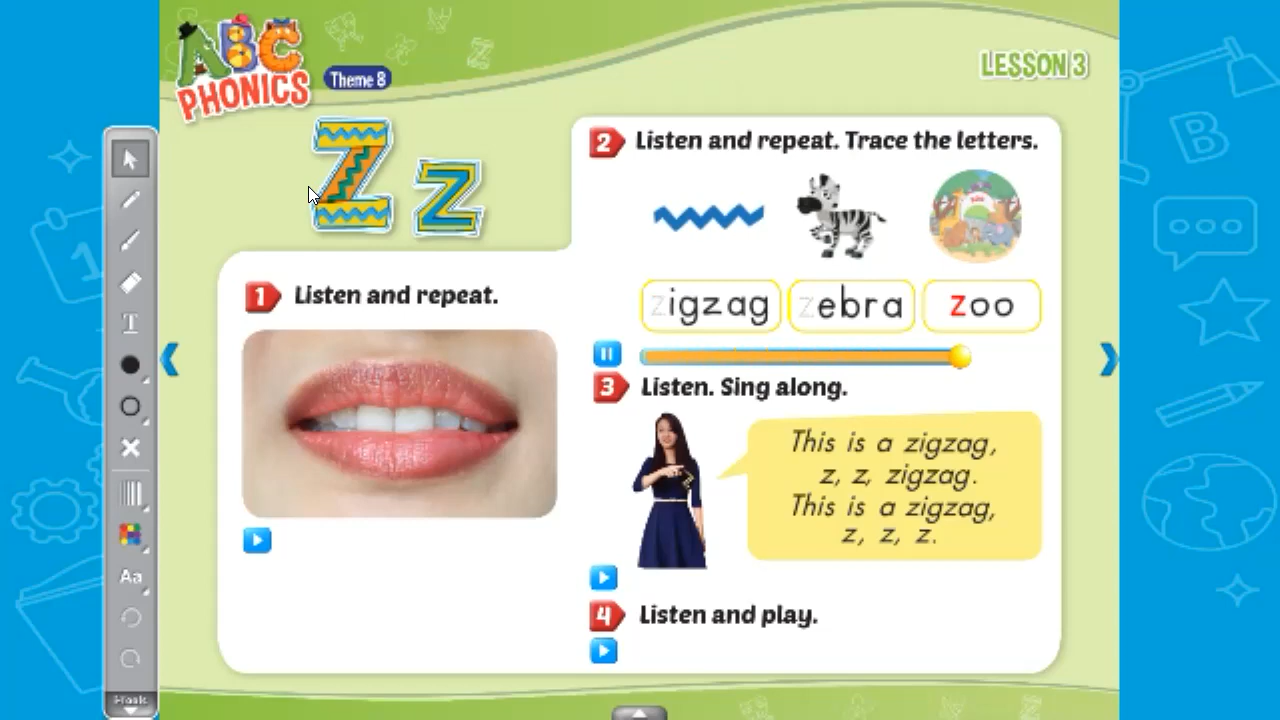 ABC
PHONICS
Theme 8
LESSON 3
Z z
1 Listen and repeat.
2 Listen and repeat. Trace the letters.
zigzag zebra zoo
3 Listen. Sing along.
This is a zigzag,
z, z, zigzag.
This is a zigzag,
z, z, z.
4 Listen and play.
T
Aa
B
1